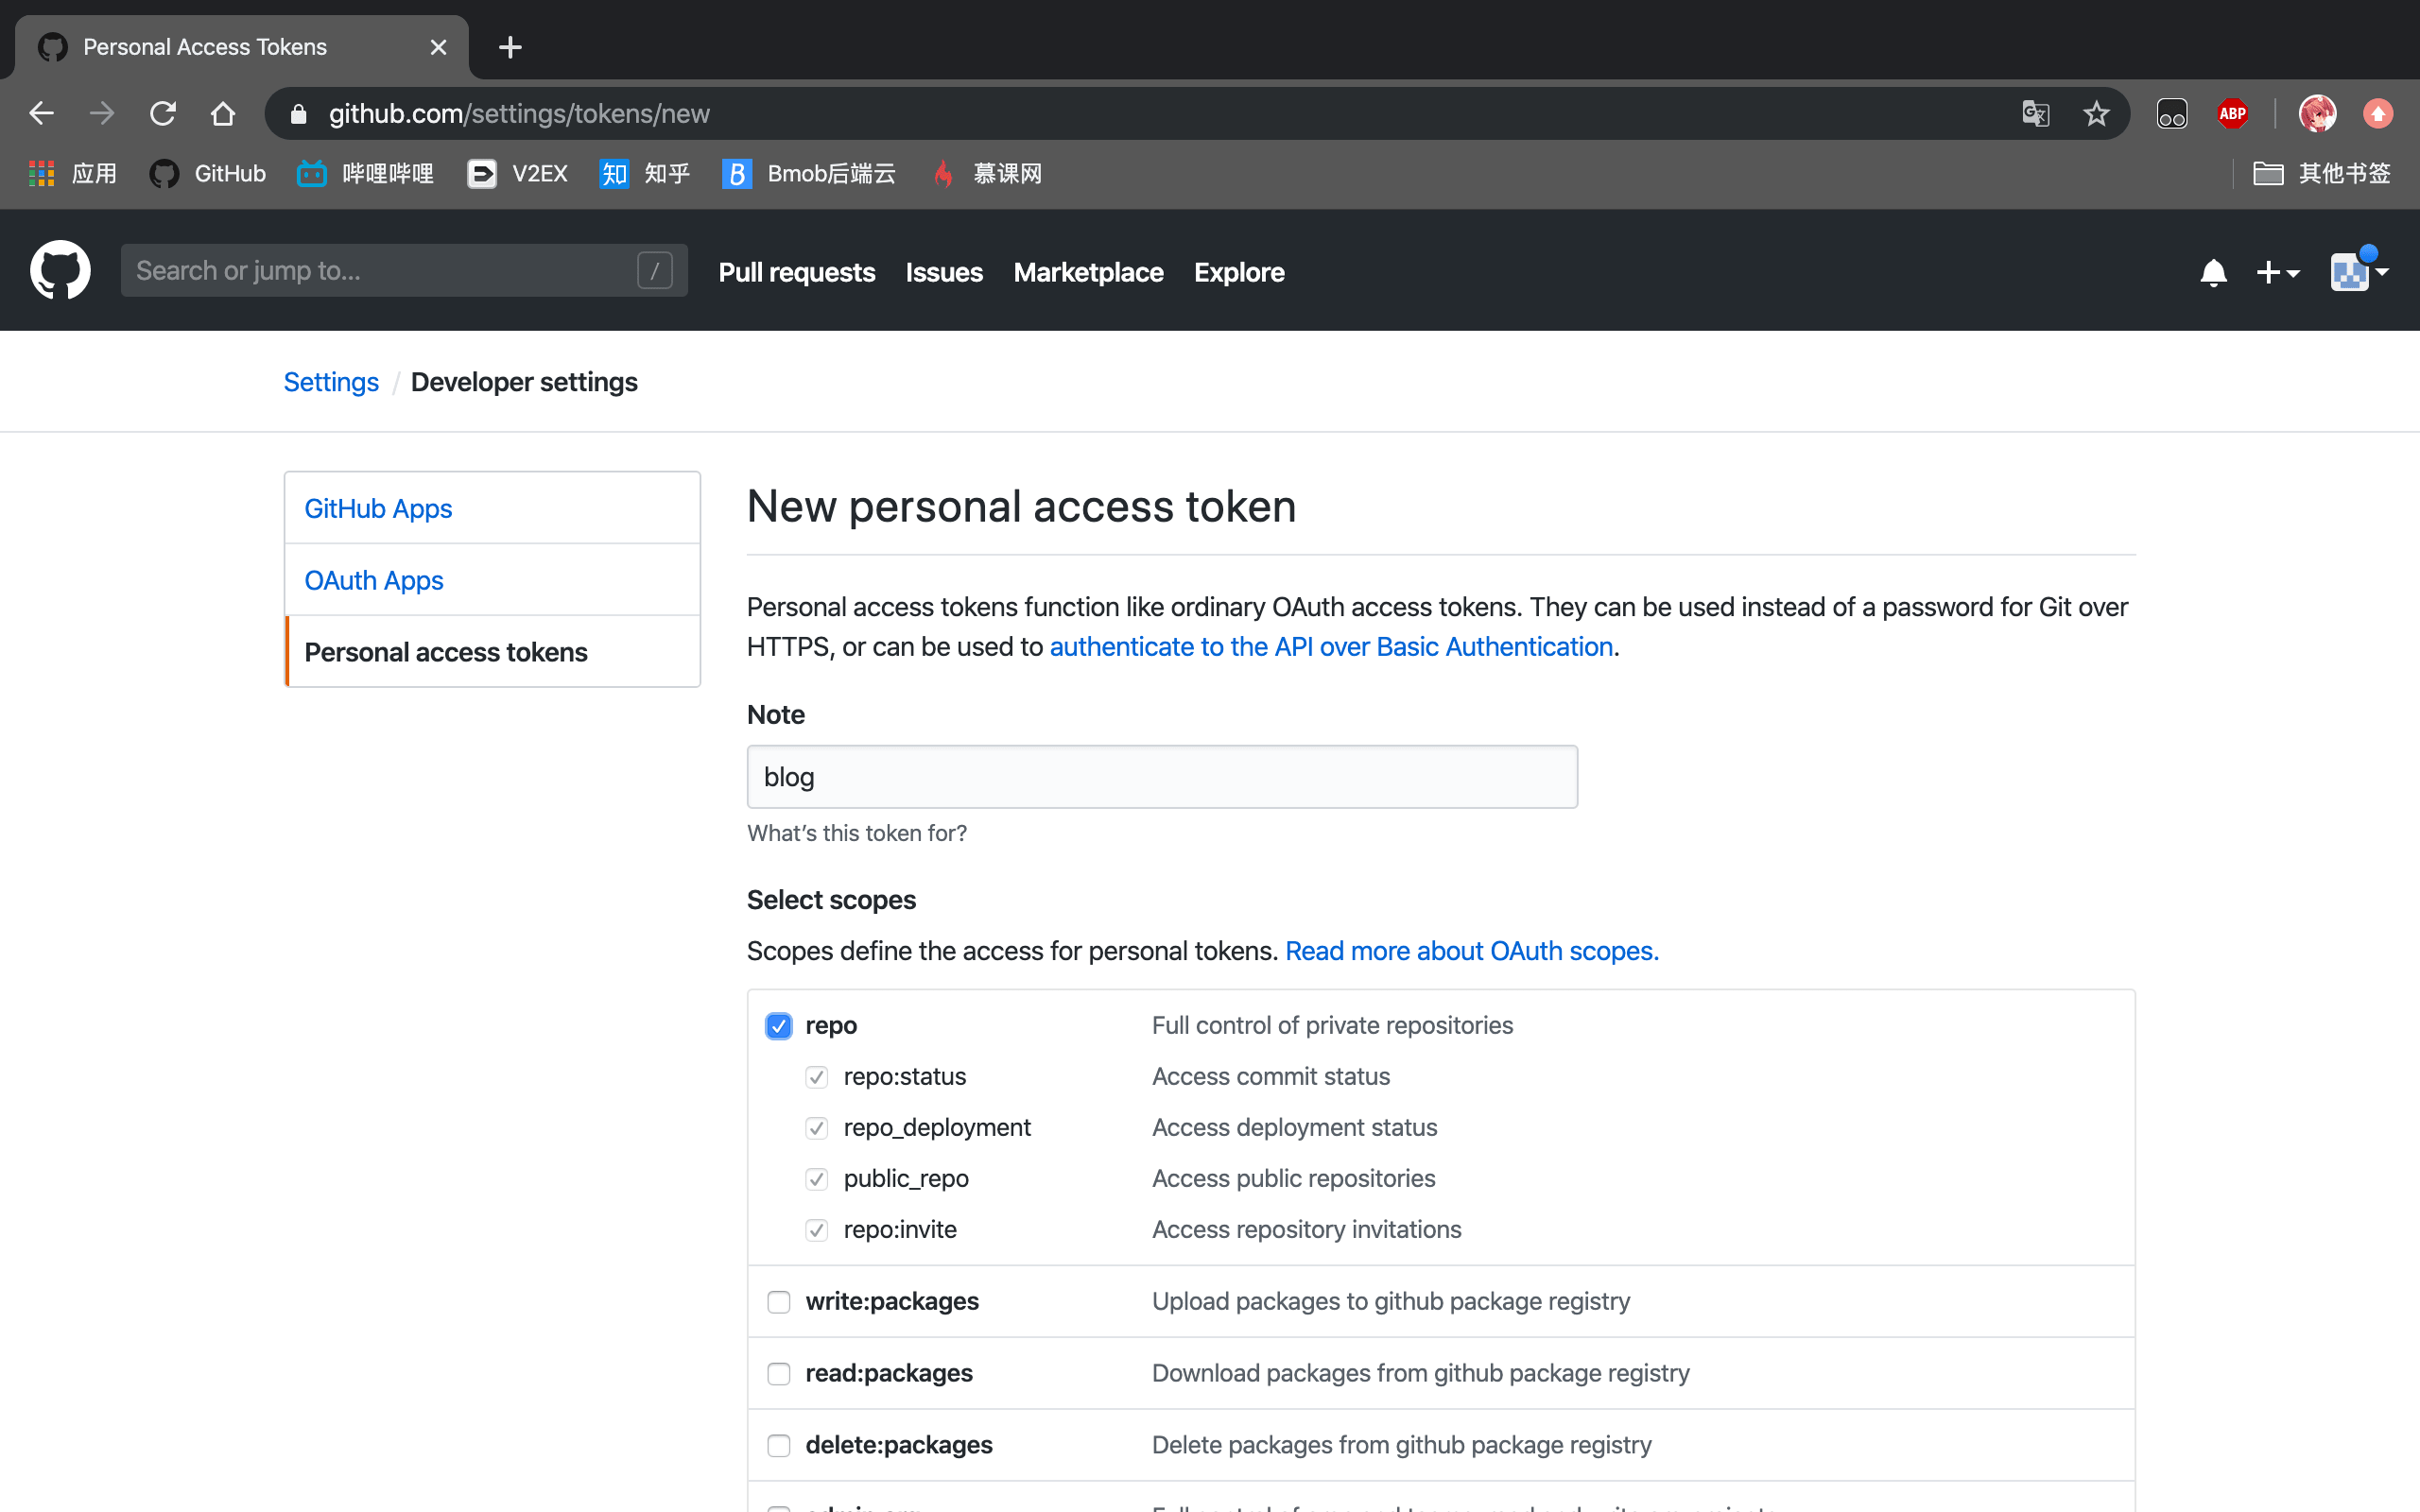 Personal Access Tokens
github.com/settings/tokens/new
ABP
应用 GitHub 哔哩哔哩 V2EX 知 知乎 B Bmob后端云 慕课网 其他书签
Search or jump to... / Pull requests Issues Marketplace Explore
Settings / Developer settings
GitHub Apps
OAuth Apps
Personal access tokens
New personal access token
Personal access tokens function like ordinary OAuth access tokens. They can be used instead of a password for Git over
HTTPS, or can be used to authenticate to the API over Basic Authentication.
Note
blog
What's this token for?
Select scopes
Scopes define the access for personal tokens. Read more about OAuth scopes.
repo Full control of private repositories
repo:status Access commit status
repo_deployment Access deployment status
public_repo Access public repositories
repo:invite Access repository invitations
write:packages Upload packages to github package registry
read:packages Download packages from github package registry
delete:packages Delete packages from github package registry